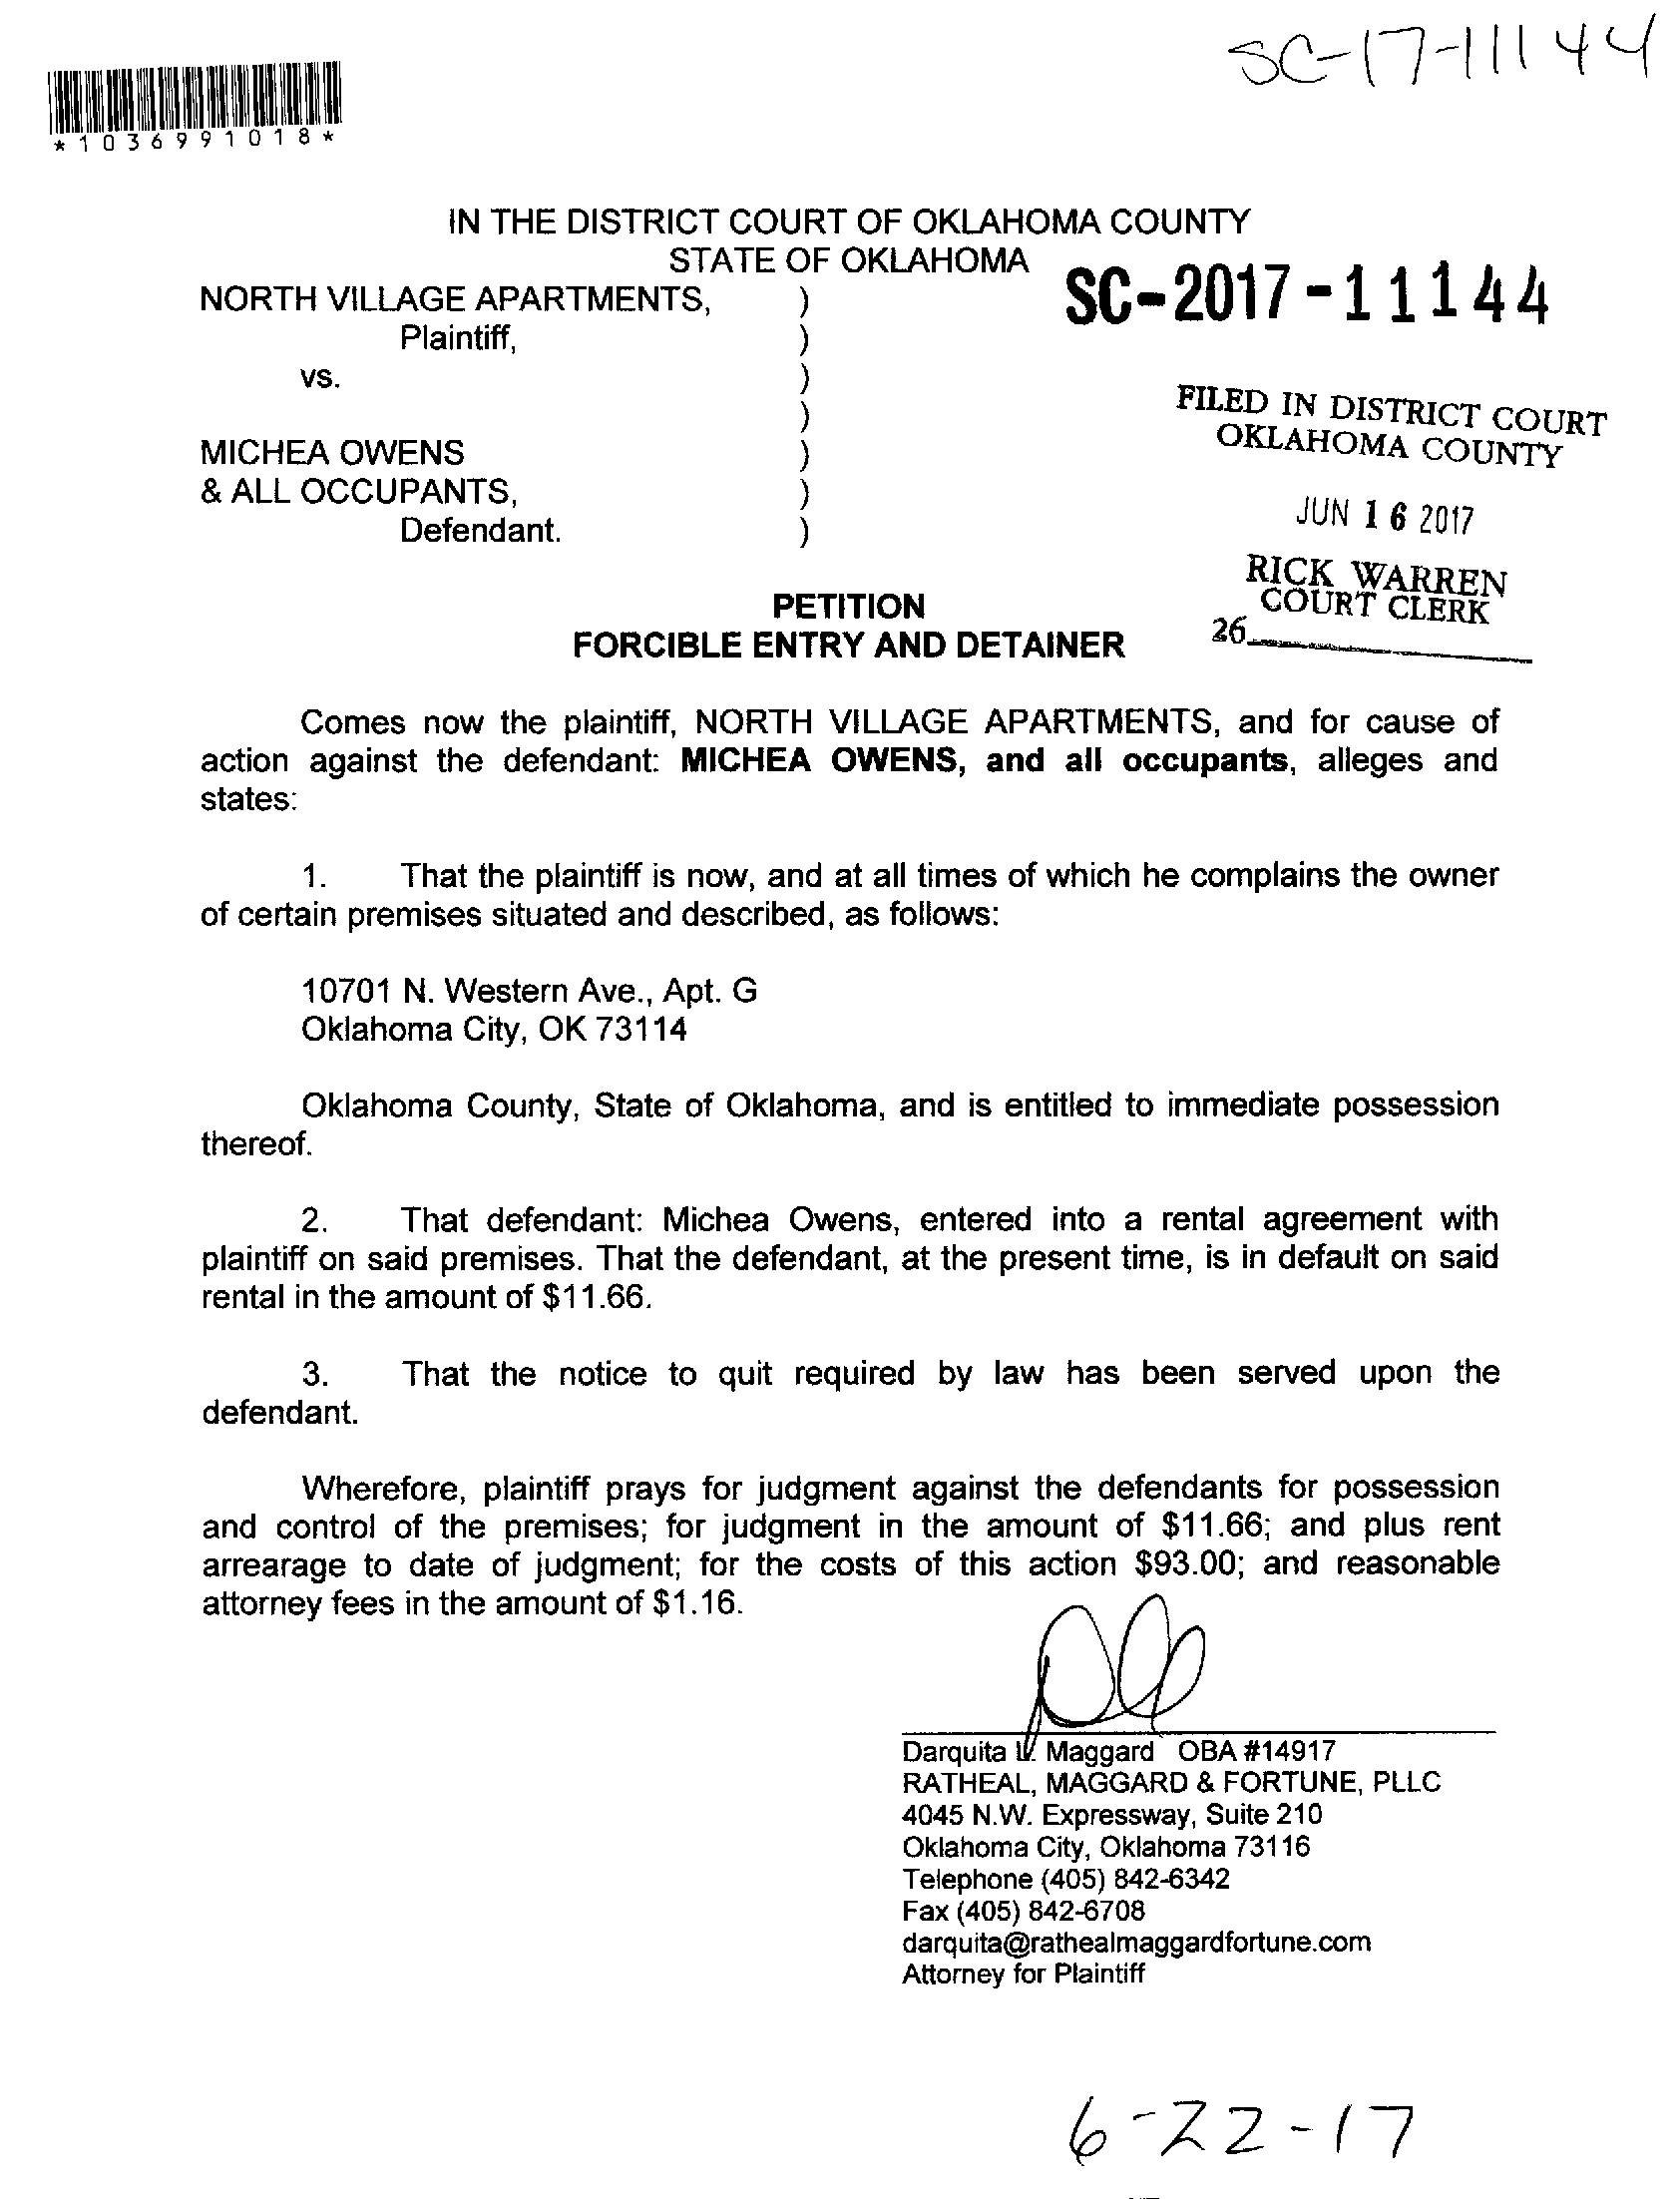 SC-17-11144
*1036991018*
IN THE DISTRICT COURT OF OKLAHOMA COUNTY
STATE OF OKLAHOMA
SC-2017-11144
NORTH VILLAGE APARTMENTS, )
Plaintiff, )
vs. )
)
MICHEA OWENS )
& ALL OCCUPANTS, )
Defendant. )
FILED IN DISTRICT COURT
OKLAHOMA COUNTY
JUN 16 2017
RICK WARREN
COURT CLERK
26
PETITION
FORCIBLE ENTRY AND DETAINER
Comes now the plaintiff, NORTH VILLAGE APARTMENTS, and for cause of
action against the defendant: MICHEA OWENS, and all occupants, alleges and
states:
1. That the plaintiff is now, and at all times of which he complains the owner
of certain premises situated and described, as follows:
10701 N. Western Ave., Apt. G
Oklahoma City, OK 73114
Oklahoma County, State of Oklahoma, and is entitled to immediate possession
thereof.
2. That defendant: Michea Owens, entered into a rental agreement with
plaintiff on said premises. That the defendant, at the present time, is in default on said
rental in the amount of $11.66.
3. That the notice to quit required by law has been served upon the
defendant.
Wherefore, plaintiff prays for judgment against the defendants for possession
and control of the premises; for judgment in the amount of $11.66; and plus rent
arrearage to date of judgment; for the costs of this action $93.00; and reasonable
attorney fees in the amount of $1.16.
Darquita Maggard OBA #14917
RATHEAL, MAGGARD & FORTUNE, PLLC
4045 N.W. Expressway, Suite 210
Oklahoma City, Oklahoma 73116
Telephone (405) 842-6342
Fax (405) 842-6708
darquita@rathealmaggardfortune.com
Attorney for Plaintiff
6-22-17